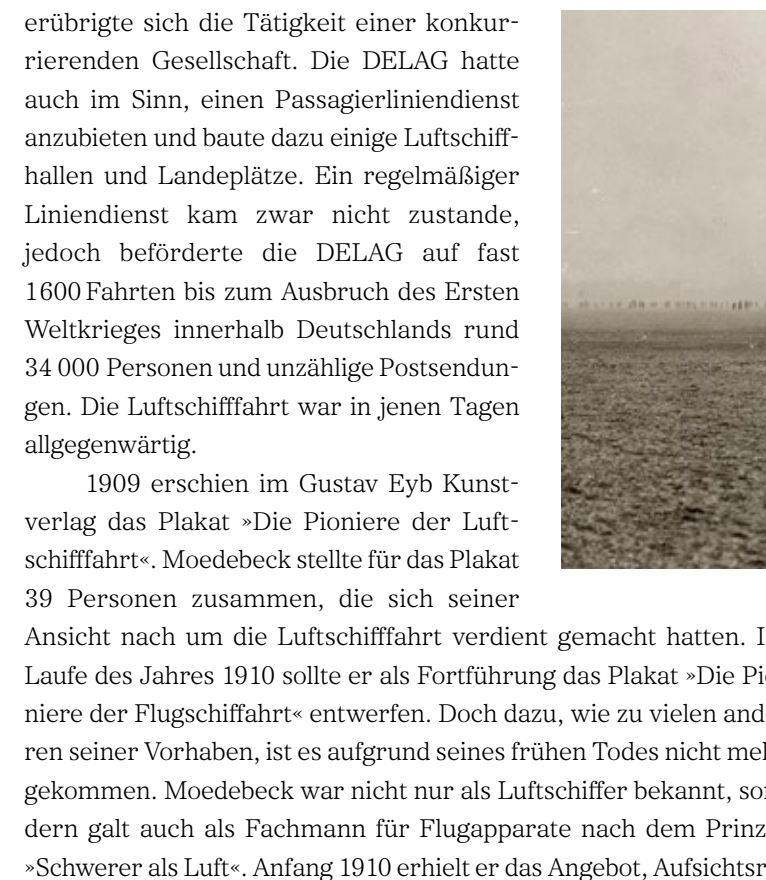 erübrigte sich die Tätigkeit einer konkur-
rierenden Gesellschaft. Die DELAG hatte
auch im Sinn, einen Passagierliniendienst
anzubieten und baute dazu einige Luftschiff-
hallen und Landeplätze. Ein regelmäßiger
Liniendienst kam zwar nicht zustande,
jedoch beförderte die DELAG auf fast
1600 Fahrten bis zum Ausbruch des Ersten
Weltkrieges innerhalb Deutschlands rund
34 000 Personen und unzählige Postsendun-
gen. Die Luftschifffahrt war in jenen Tagen
allgegenwärtig.
1909 erschien im Gustav Eyb Kunst-
verlag das Plakat »Die Pioniere der Luft-
schifffahrt«. Moedebeck stellte für das Plakat
39 Personen zusammen, die sich seiner
Ansicht nach um die Luftschifffahrt verdient gemacht hatten.
Laufe des Jahres 1910 sollte er als Fortführung das Plakat »Die
niere der Flugschiffahrt« entwerfen. Doch dazu, wie zu vielen
ren seiner Vorhaben, ist es aufgrund seines frühen Todes nicht
gekommen. Moedebeck war nicht nur als Luftschiffer bekannt,
dern galt auch als Fachmann für Flugapparate nach dem Prinz
»Schwerer als Luft«. Anfang 1910 erhielt er das Angebot,